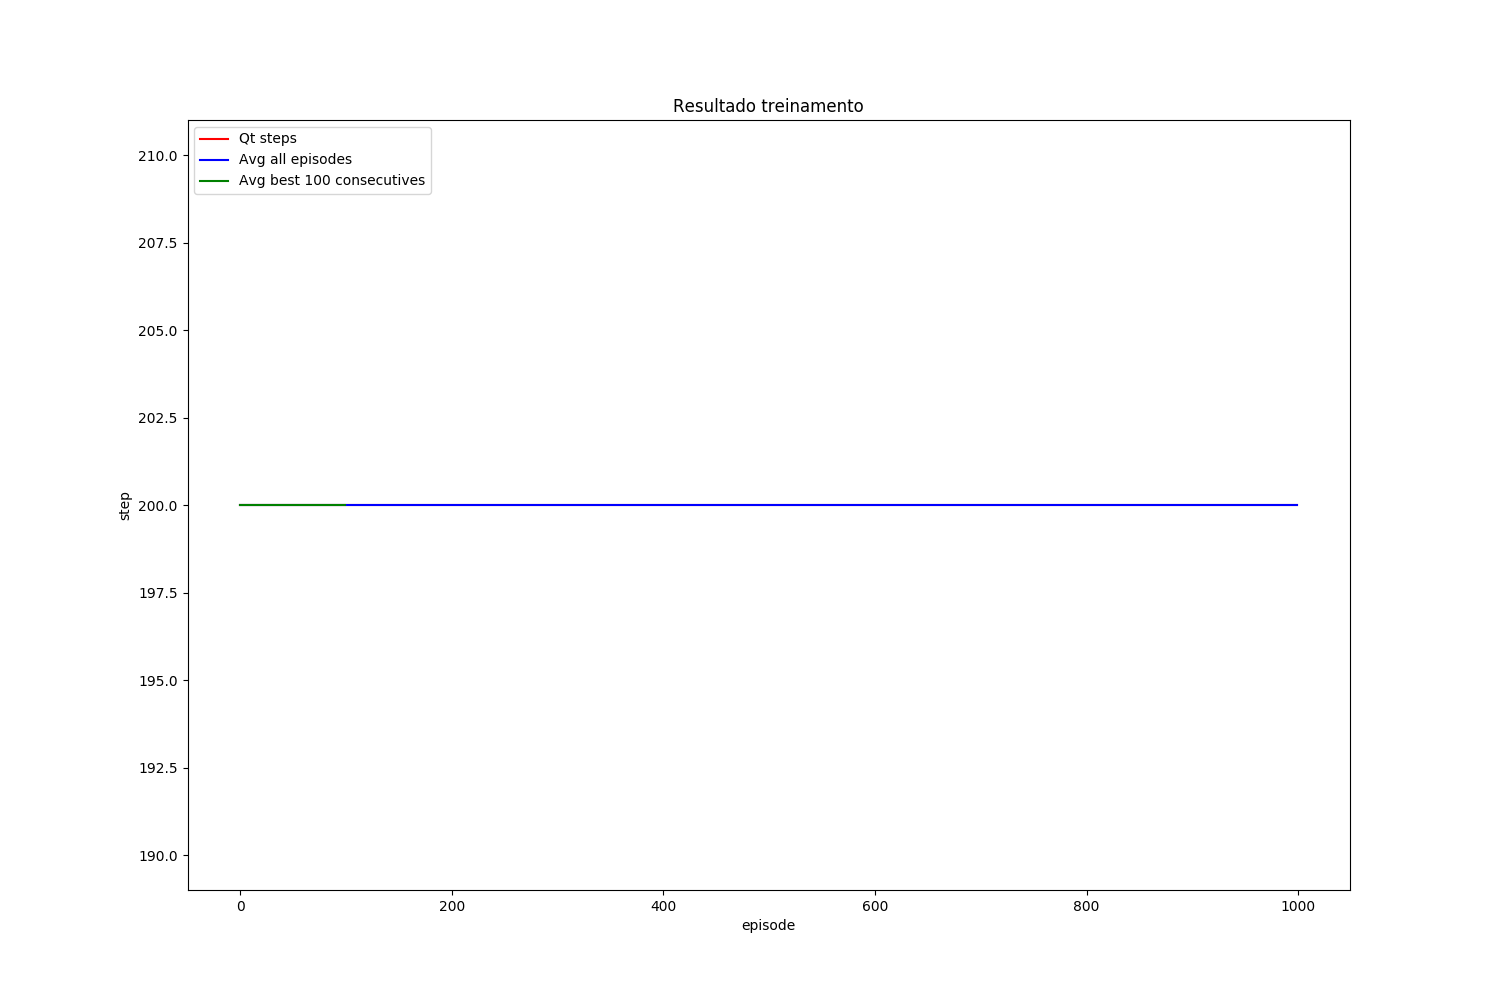 Resultado treinamento
Qt steps
Avg all episodes
Avg best 100 consecutives
210.0
207.5
205.0
202.5
200.0
197.5
195.0
192.5
190.0
step
0 200 400 600 800 1000
episode